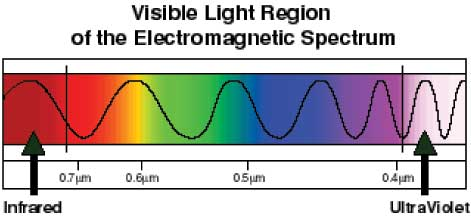 Visible Light Region
of the Electromagnetic Spectrum
0.7µm 0.6µm 0.5µm 0.4µm
Infrared UltraViolet